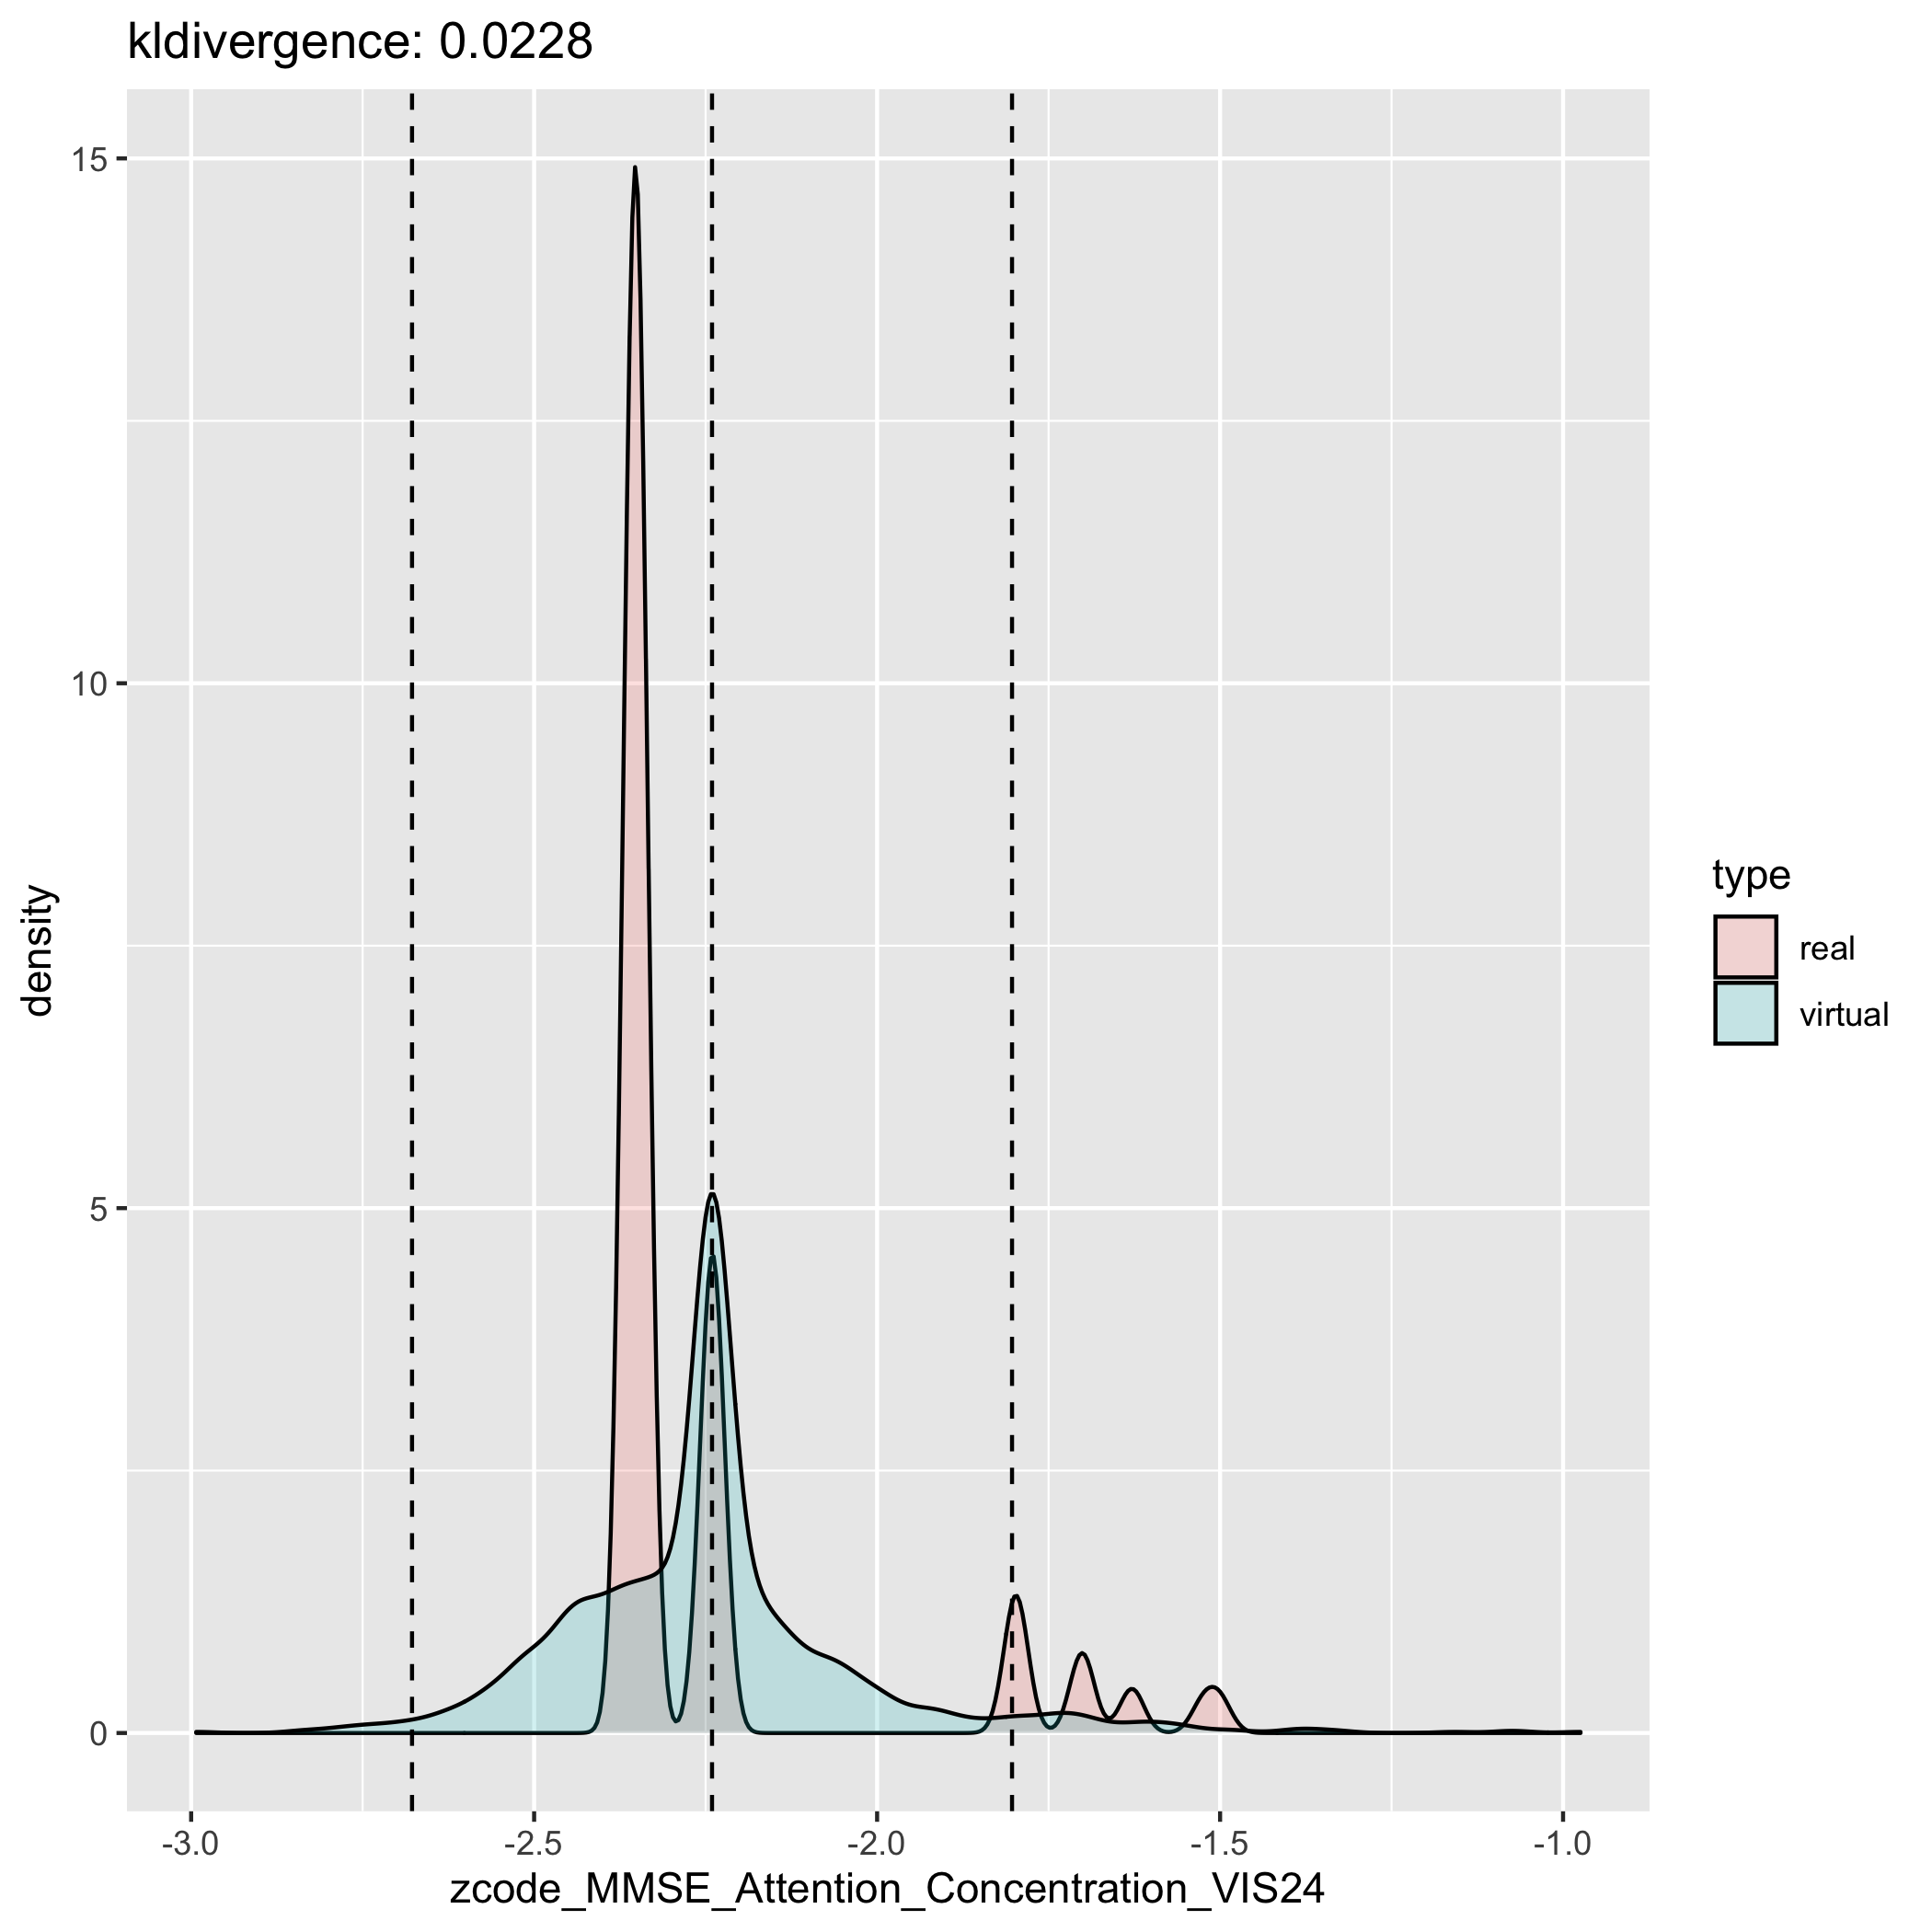 kldivergence: 0.0228
15
10
5
0
density
-3.0
-2.5
-2.0
-1.5
-1.0
zcode_MMSE_Attention_Concentration_VIS24
type
real
virtual